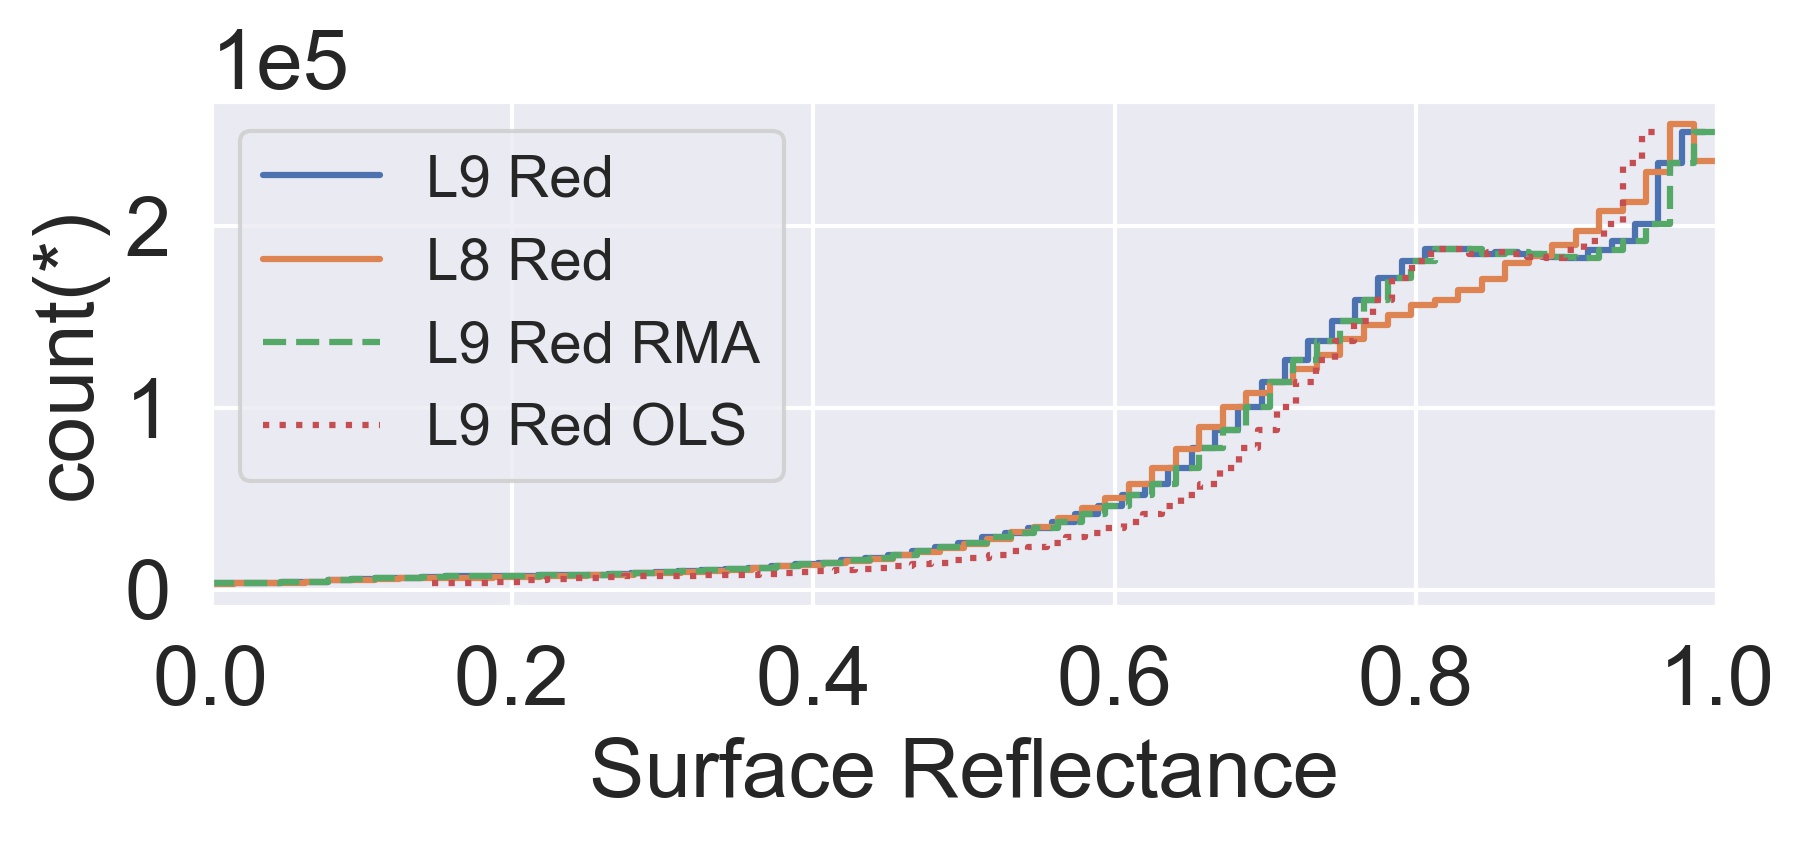 1e5
count(*)
2
1
0
L9 Red
L8 Red
L9 Red RMA
L9 Red OLS
0.0 0.2 0.4 0.6 0.8 1.0
Surface Reflectance